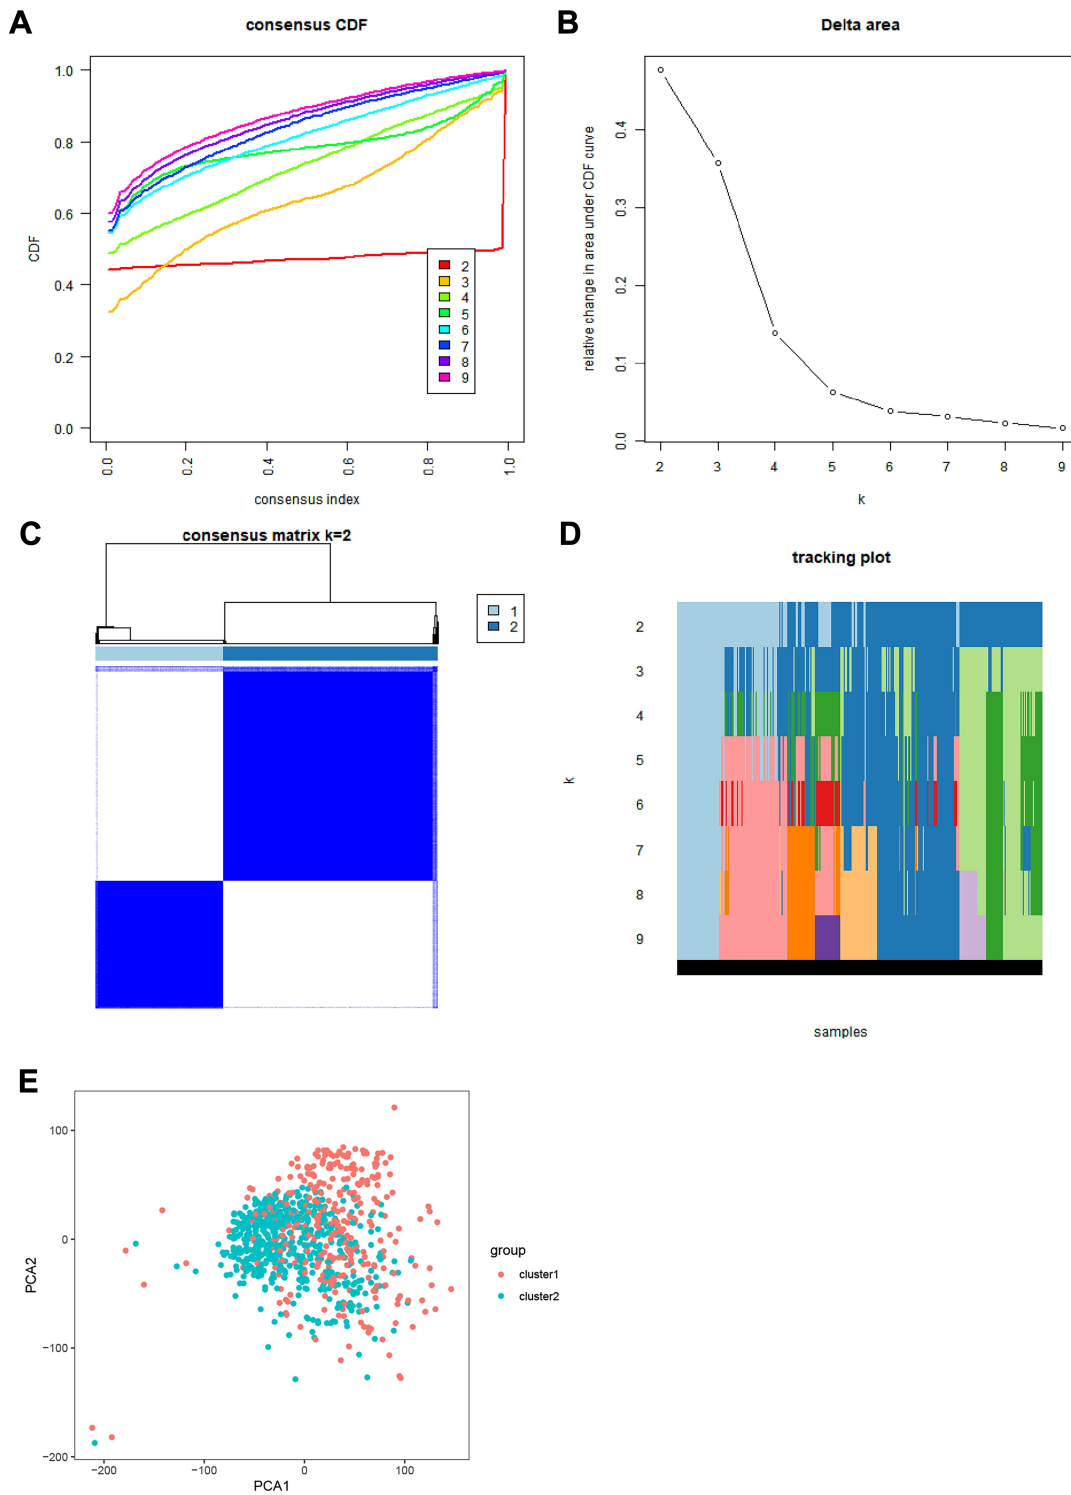 A
consensus CDF
CDF
1.0
0.8
0.6
0.4
0.2
0.0
2
3
4
5
6
7
8
9
0.0
0.2
0.4
0.6
0.8
1.0
consensus index
B
Delta area
relative change in area under CDF curve
0.4
0.3
0.2
0.1
0.0
2
3
4
5
6
7
8
9
k
C
consensus matrix k=2
1
2
D
tracking plot
k
2
3
4
5
6
7
8
9
samples
E
PCA2
100
0
−100
−200
−200
−100
0
100
PCA1
group
cluster1
cluster2